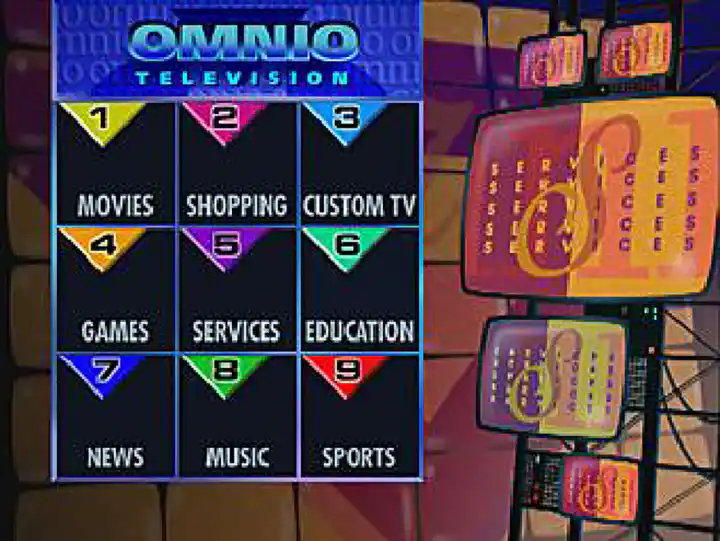 OMNIO
TELEVISION
1 2 3
MOVIES SHOPPING CUSTOM TV
4 5 6
GAMES SERVICES EDUCATION
7 8 9
NEWS MUSIC SPORTS